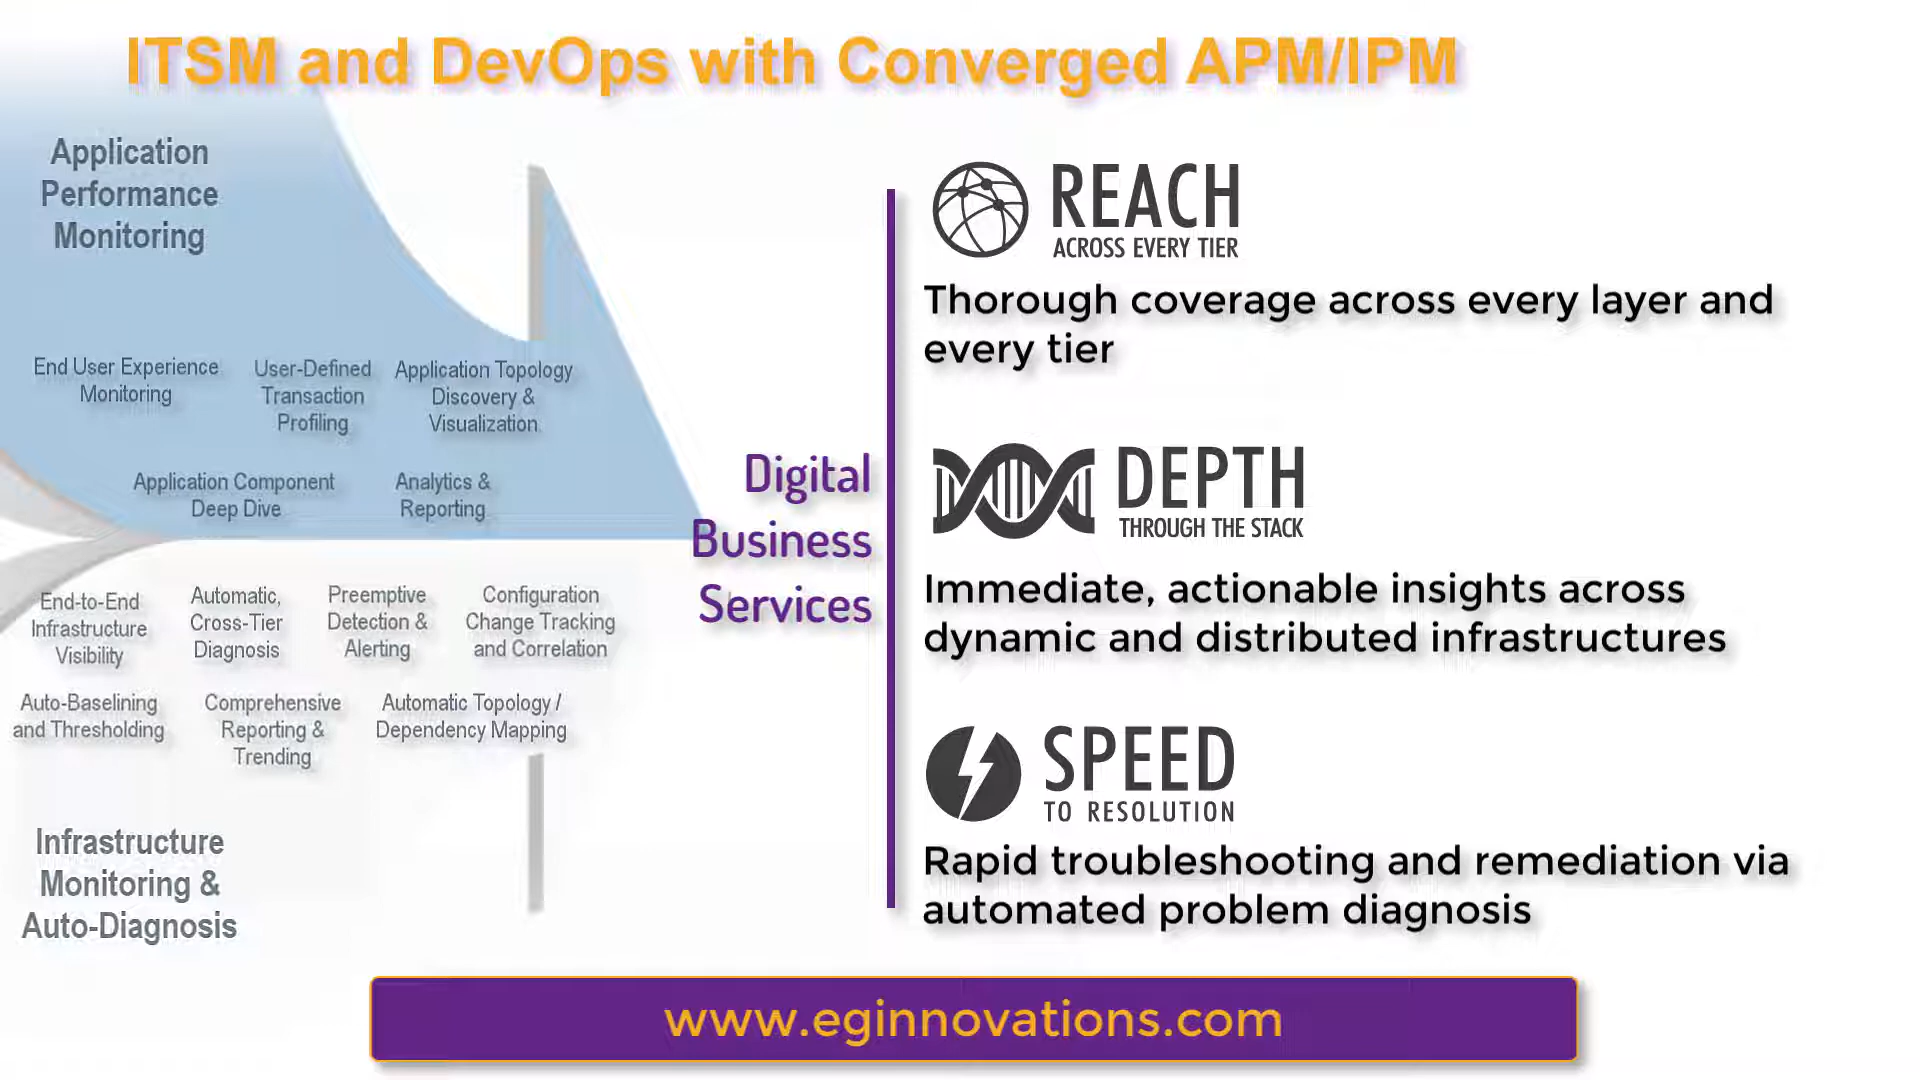 ITSM and DevOps with Converged APM/IPM
Application
Performance
Monitoring
End User Experience
Monitoring
User-Defined
Transaction
Profiling
Application Topology
Discovery &
Visualization
Application Component
Deep Dive
Analytics &
Reporting
End-to-End
Infrastructure
Visibility
Automatic,
Cross-Tier
Diagnosis
Preemptive
Detection &
Alerting
Configuration
Change Tracking
and Correlation
Auto-Baselining
and Thresholding
Comprehensive
Reporting &
Trending
Automatic Topology /
Dependency Mapping
Infrastructure
Monitoring &
Auto-Diagnosis
Digital
Business
Services
REACH
ACROSS EVERY TIER
Thorough coverage across every layer and
every tier
DEPTH
THROUGH THE STACK
Immediate, actionable insights across
dynamic and distributed infrastructures
SPEED
TO RESOLUTION
Rapid troubleshooting and remediation via
automated problem diagnosis
www.eginnovations.com